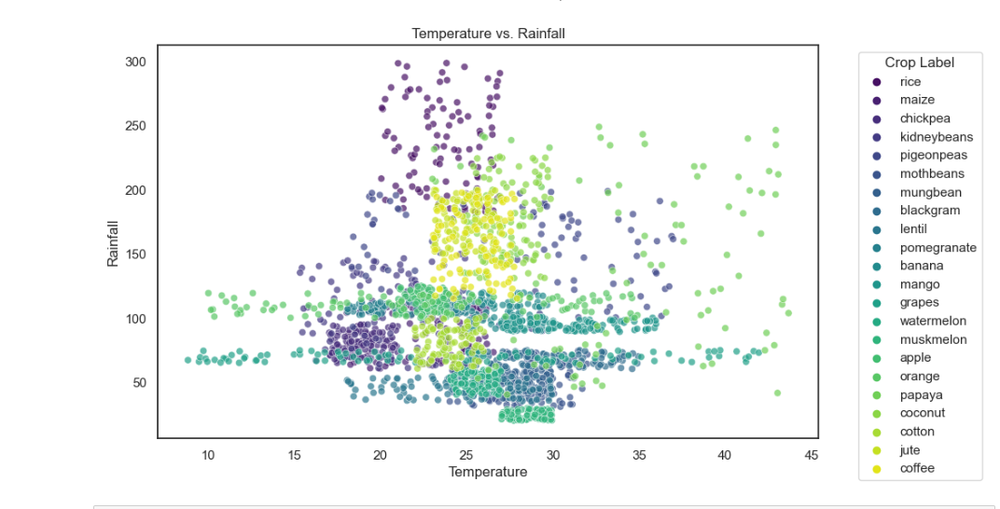 Temperature vs. Rainfall
300
250
200
150
100
50
Rainfall
10 15 20 25 30 35 40 45
Temperature
Crop Label
rice
maize
chickpea
kidneybeans
pigeonpeas
mothbeans
mungbean
blackgram
lentil
pomegranate
banana
mango
grapes
watermelon
muskmelon
apple
orange
papaya
coconut
cotton
jute
coffee